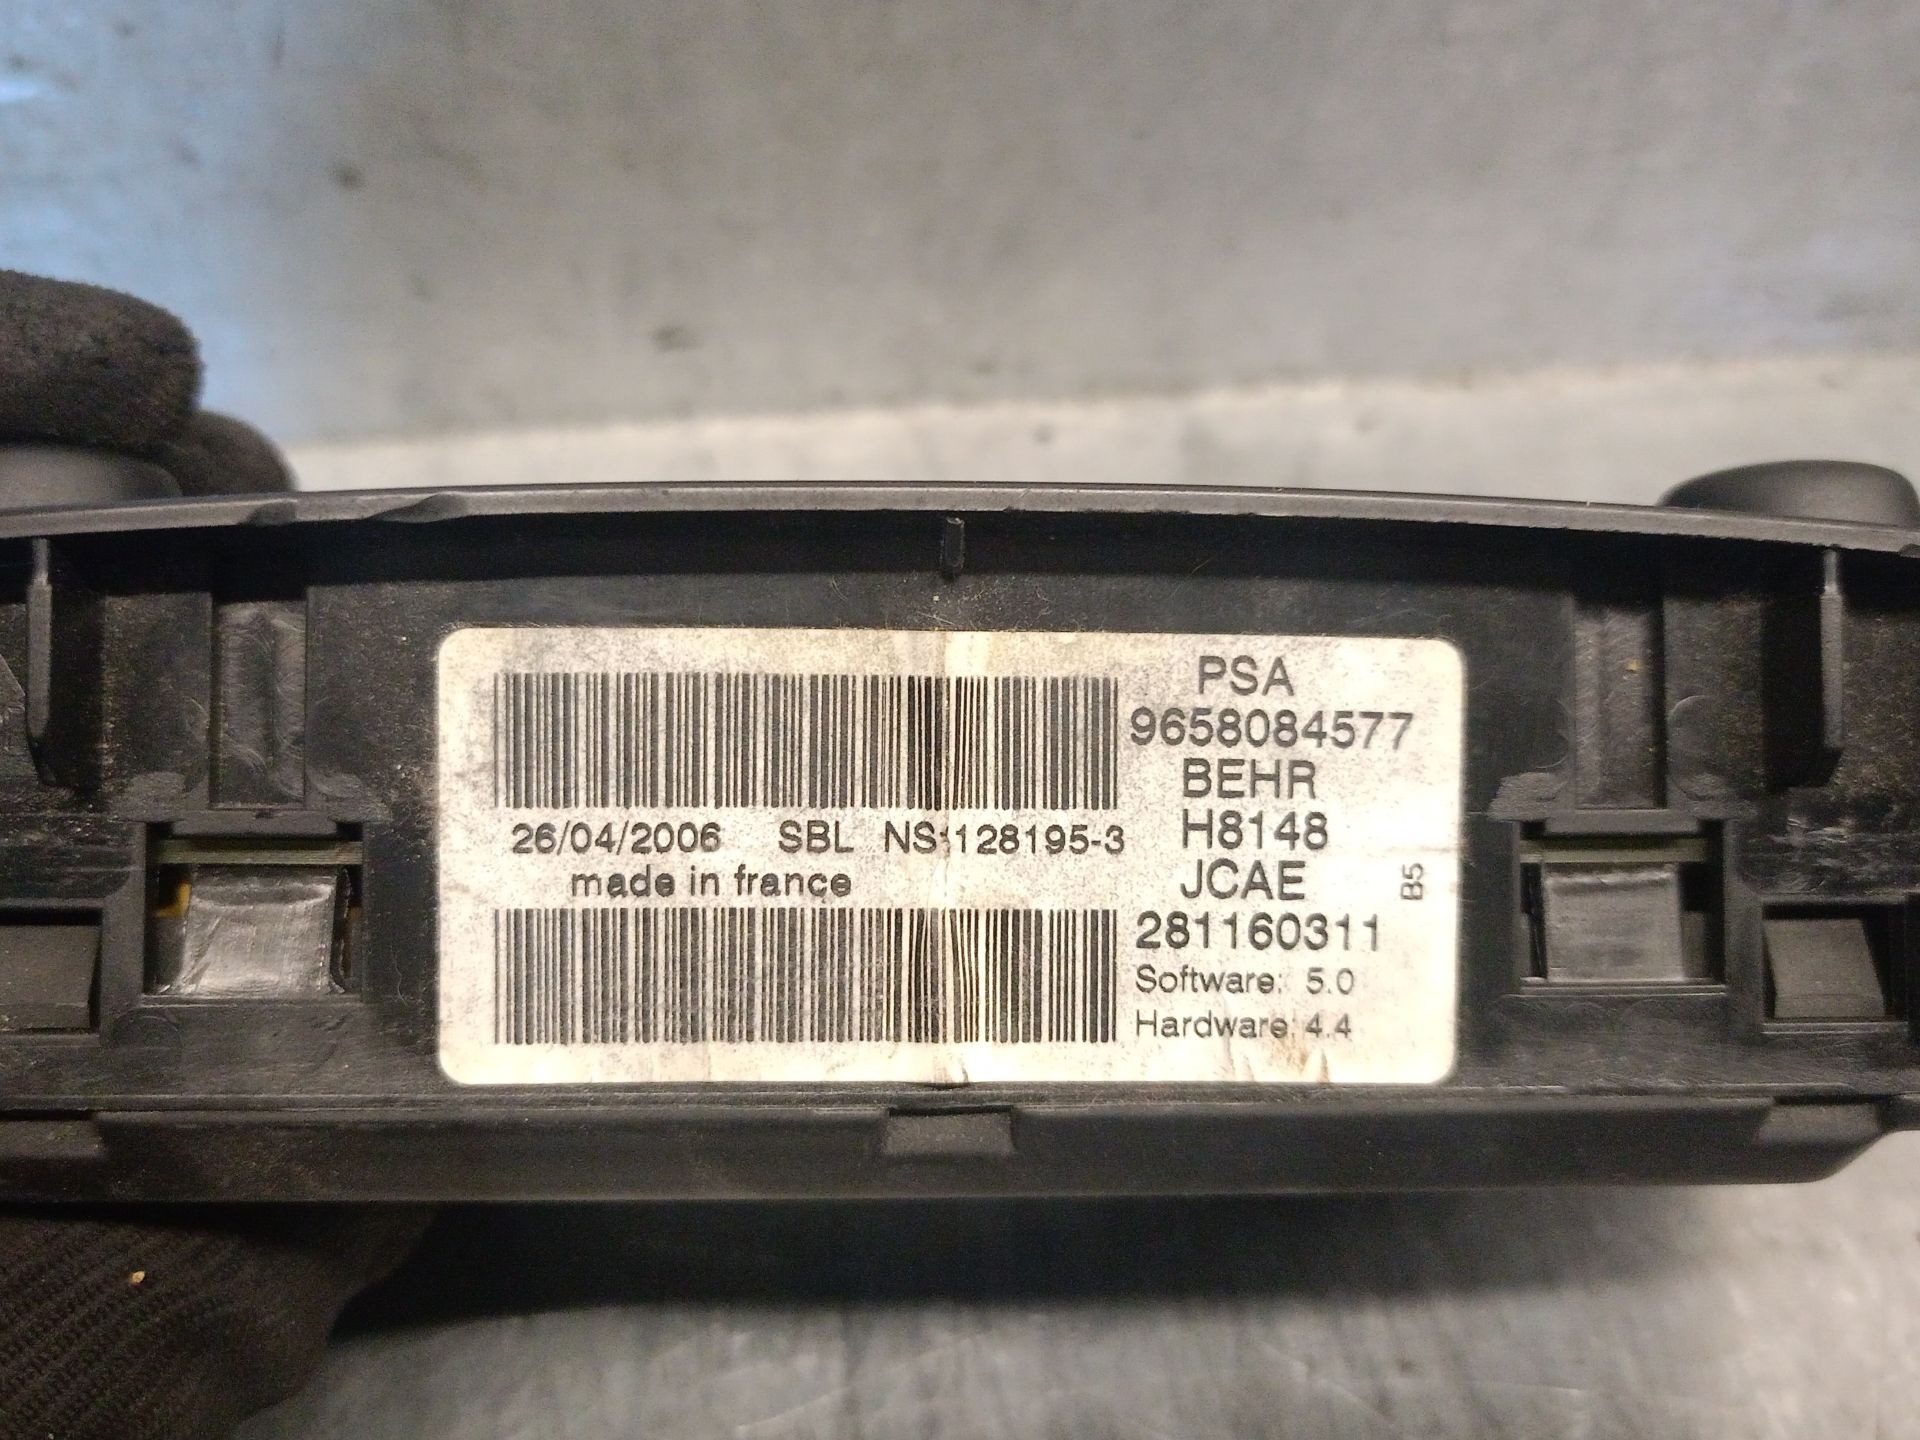 PSA
9658084577
BEHR
26/04/2006 SBL NS:128195-3
H8148
made in france
JCAE
B5
281160311
Software: 5.0
Hardware: 4.4